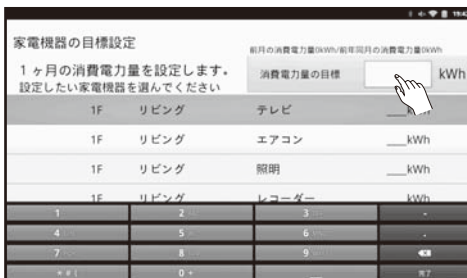 19:42
家電機器の目標設定
前月の消費電力量0kWh/前年同月の消費電力量0kWh
1ヶ月の消費電力量を設定します。
設定したい家電機器を選んでください
消費電力量の目標 kWh
1F リビング テレビ __kWh
1F リビング エアコン __kWh
1F リビング 照明 __kWh
1F リビング レコーダー kWh
1 2 3 -
4 5 6 .
7 8 9
* # ( 0 + 完了